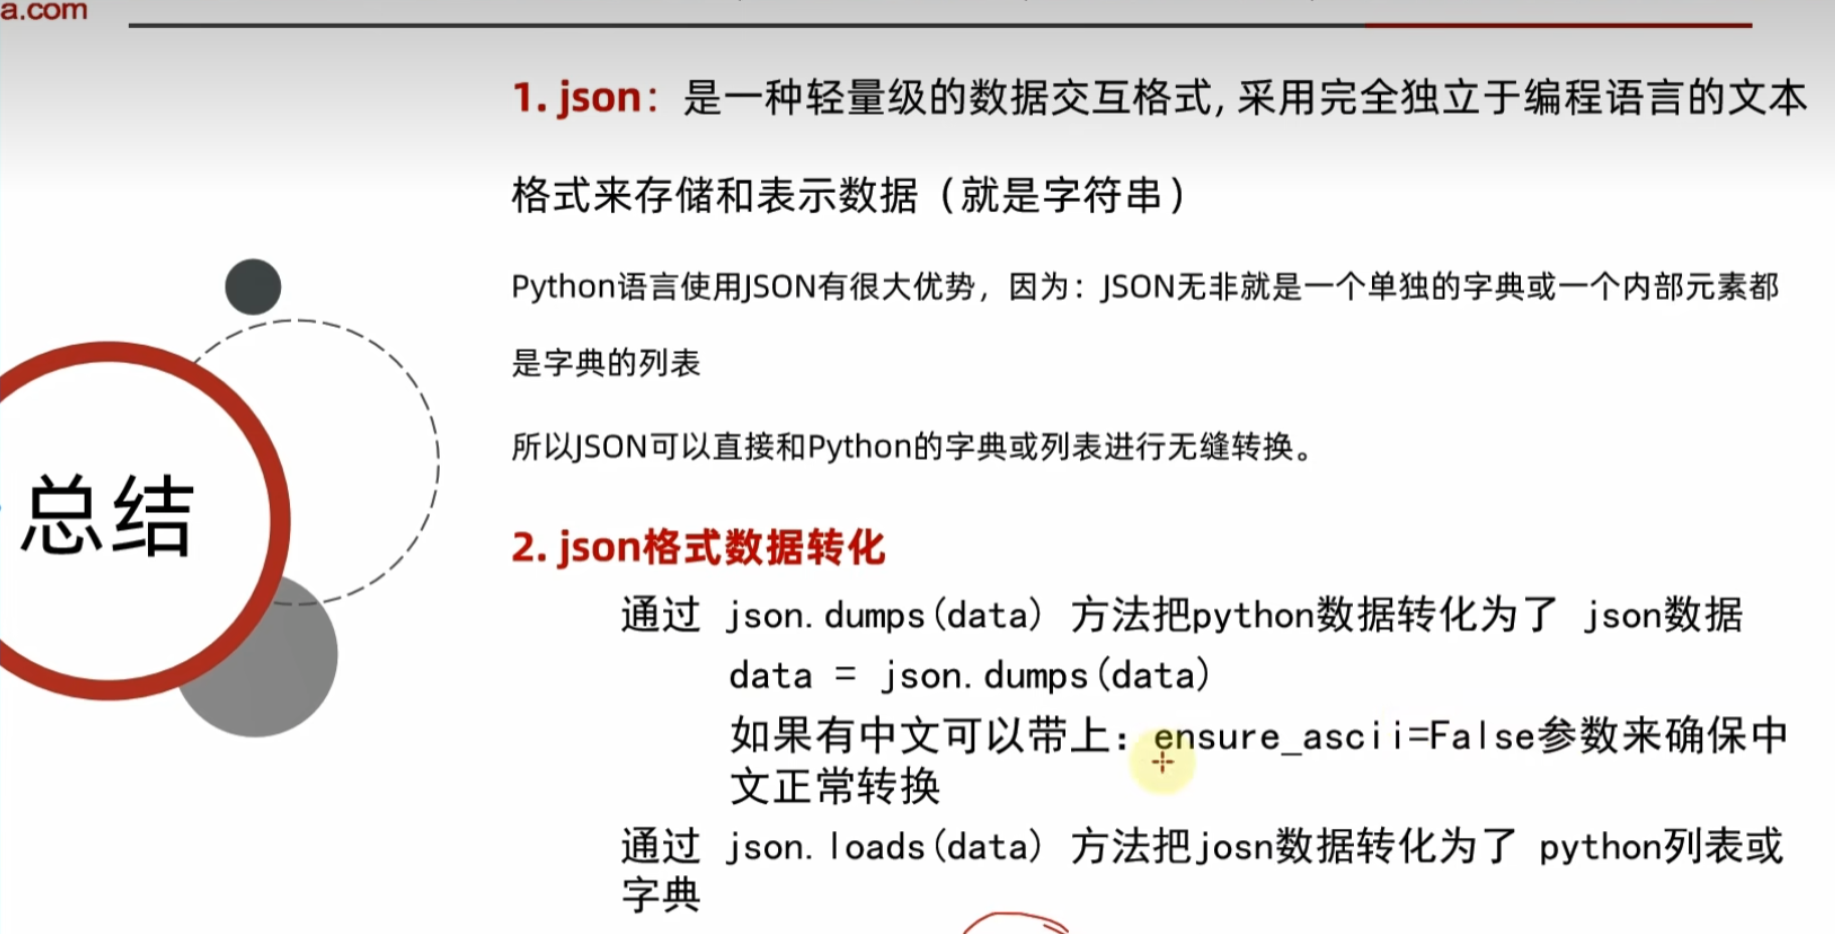 a.com
1. json：是一种轻量级的数据交互格式, 采用完全独立于编程语言的文本
格式来存储和表示数据（就是字符串）
Python语言使用JSON有很大优势，因为：JSON无非就是一个单独的字典或一个内部元素都
是字典的列表
所以JSON可以直接和Python的字典或列表进行无缝转换。
总结
2. json格式数据转化
通过 json.dumps(data) 方法把python数据转化为了 json数据
data = json.dumps(data)
如果有中文可以带上：ensure_ascii=False参数来确保中
文正常转换
通过 json.loads(data) 方法把josn数据转化为了 python列表或
字典